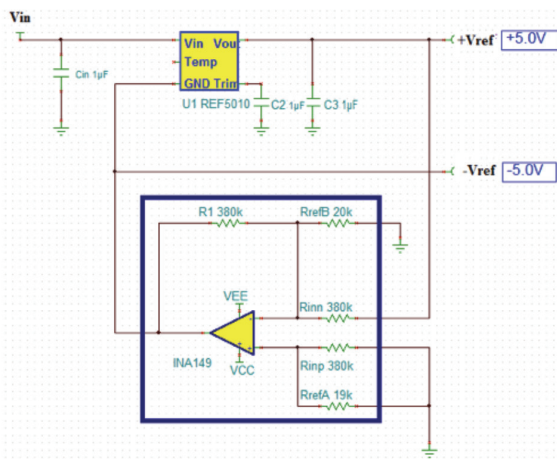 Vin
Vin Vout
Temp
GND Trim
U1 REF5010
Cin 1µF
C2 1µF
C3 1µF
+Vref
+5.0V
-Vref
-5.0V
R1 380k
RrefB 20k
VEE
Rinn 380k
INA149
VCC
Rinp 380k
RrefA 19k